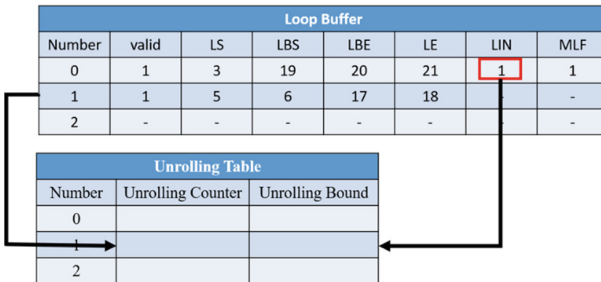 Loop Buffer
Number valid LS LBS LBE LE LIN MLF
0 1 3 19 20 21 1 1
1 1 5 6 17 18 - -
2 - - - - - - -
Unrolling Table
Number Unrolling Counter Unrolling Bound
0
1
2